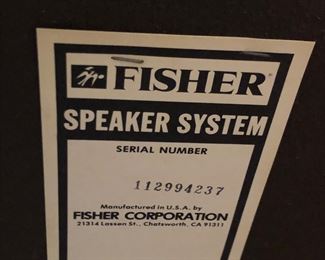 FISHER
SPEAKER SYSTEM
SERIAL NUMBER
112994237
Manufactured in U.S.A. by
FISHER CORPORATION
21314 Lassen St., Chatsworth, CA 91311